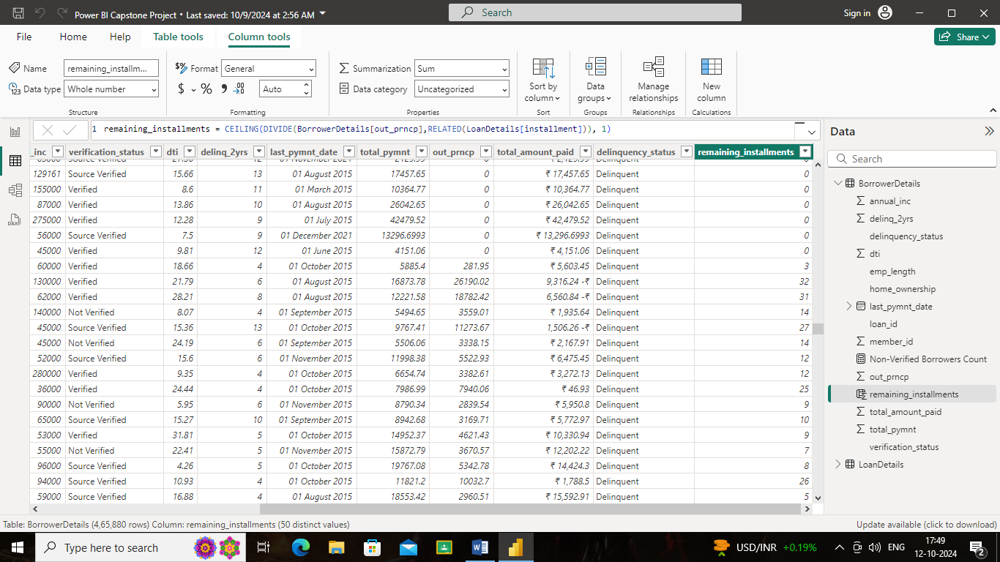 Power BI Capstone Project • Last saved: 10/9/2024 at 2:56 AM
Search
Sign in
File Home Help Table tools Column tools
Share
Name remaining_installm...
$% Format General
Summarization Sum
Data type Whole number
$ % 9 .00 Auto
Data category Uncategorized
Sort by column
Data groups
Manage relationships
New column
Structure Formatting Properties Sort Groups Relationships Calculations
1 remaining_installments = CEILING(DIVIDE(BorrowerDetails[out_prncp],RELATED(LoanDetails[installment])), 1)
_inc verification_status dti delinq_2yrs last_pymnt_date total_pymnt out_prncp total_amount_paid delinquency_status remaining_installments
129161 Source Verified 15.66 13 01 August 2015 17457.65 0 ₹ 17,457.65 Delinquent 0
155000 Verified 8.6 11 01 March 2015 10364.77 0 ₹ 10,364.77 Delinquent 0
87000 Verified 13.86 10 01 August 2015 26042.65 0 ₹ 26,042.65 Delinquent 0
275000 Verified 12.28 9 01 July 2015 42479.52 0 ₹ 42,479.52 Delinquent 0
56000 Source Verified 7.5 9 01 December 2021 13296.6993 0 ₹ 13,296.6993 Delinquent 0
45000 Verified 9.81 12 01 June 2015 4151.06 0 ₹ 4,151.06 Delinquent 0
60000 Verified 18.66 4 01 October 2015 5885.4 281.95 ₹ 5,603.45 Delinquent 3
130000 Verified 21.79 6 01 August 2015 16873.78 26190.02 9,316.24 -₹ Delinquent 32
62000 Verified 28.21 8 01 August 2015 12221.58 18782.42 6,560.84 -₹ Delinquent 31
140000 Not Verified 8.07 4 01 September 2015 5494.65 3559.01 ₹ 1,935.64 Delinquent 14
45000 Source Verified 15.36 13 01 October 2015 9767.41 11273.67 1,506.26 -₹ Delinquent 27
45000 Not Verified 24.19 6 01 September 2015 5506.06 3338.15 ₹ 2,167.91 Delinquent 14
52000 Source Verified 15.6 6 01 November 2015 11998.38 5522.93 ₹ 6,475.45 Delinquent 12
280000 Verified 9.35 4 01 October 2015 6654.74 3382.61 ₹ 3,272.13 Delinquent 12
36000 Verified 24.44 4 01 October 2015 7986.99 7940.06 ₹ 46.93 Delinquent 25
90000 Not Verified 5.95 6 01 November 2015 8790.34 2839.54 ₹ 5,950.8 Delinquent 9
65000 Source Verified 15.27 10 01 September 2015 8942.68 3169.71 ₹ 5,772.97 Delinquent 10
53000 Verified 31.81 5 01 October 2015 14952.37 4621.43 ₹ 10,330.94 Delinquent 9
55000 Not Verified 22.41 5 01 November 2015 15872.79 3670.57 ₹ 12,202.22 Delinquent 7
96000 Source Verified 4.26 5 01 October 2015 19767.08 5342.78 ₹ 14,424.3 Delinquent 8
94000 Source Verified 10.93 4 01 October 2015 11821.2 10032.7 ₹ 1,788.5 Delinquent 26
59000 Source Verified 16.88 4 01 August 2015 18553.42 2960.51 ₹ 15,592.91 Delinquent 5
Data
Search
BorrowerDetails
annual_inc
delinq_2yrs
delinquency_status
dti
emp_length
home_ownership
last_pymnt_date
loan_id
member_id
Non-Verified Borrowers Count
out_prncp
remaining_installments
total_amount_paid
total_pymnt
verification_status
LoanDetails
Table: BorrowerDetails (4,65,880 rows) Column: remaining_installments (50 distinct values)
Update available (click to download)
Type here to search
USD/INR +0.19%
ENG
17:49
12-10-2024
2